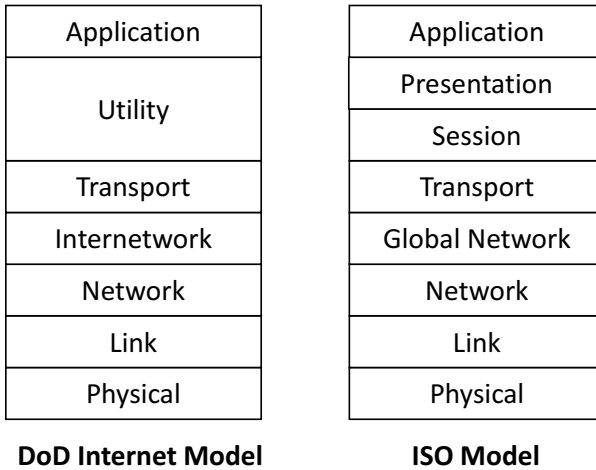 Application
Utility
Transport
Internetwork
Network
Link
Physical
DoD Internet Model
Application
Presentation
Session
Transport
Global Network
Network
Link
Physical
ISO Model